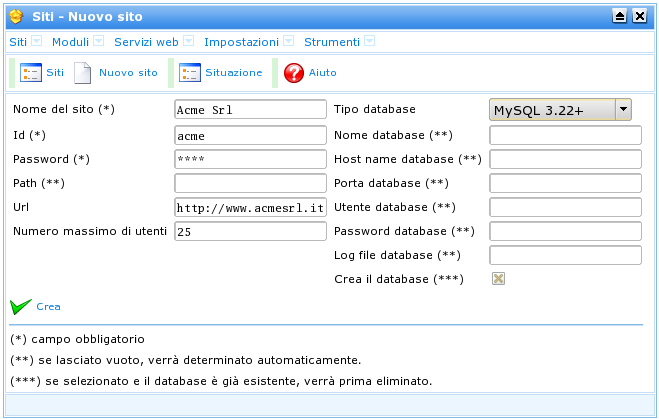 Siti - Nuovo sito
Siti Moduli Servizi web Impostazioni Strumenti
Siti Nuovo sito Situazione Aiuto
Nome del sito (*) Acme Srl Tipo database MySQL 3.22+
Id (*) acme Nome database (**)
Password (*) **** Host name database (**)
Path (**) Porta database (**)
Url http://www.acmesrl.it Utente database (**)
Numero massimo di utenti 25 Password database (**)
Log file database (**)
Crea il database (***)
Crea
(*) campo obbligatorio
(**) se lasciato vuoto, verrà determinato automaticamente.
(***) se selezionato e il database è già esistente, verrà prima eliminato.